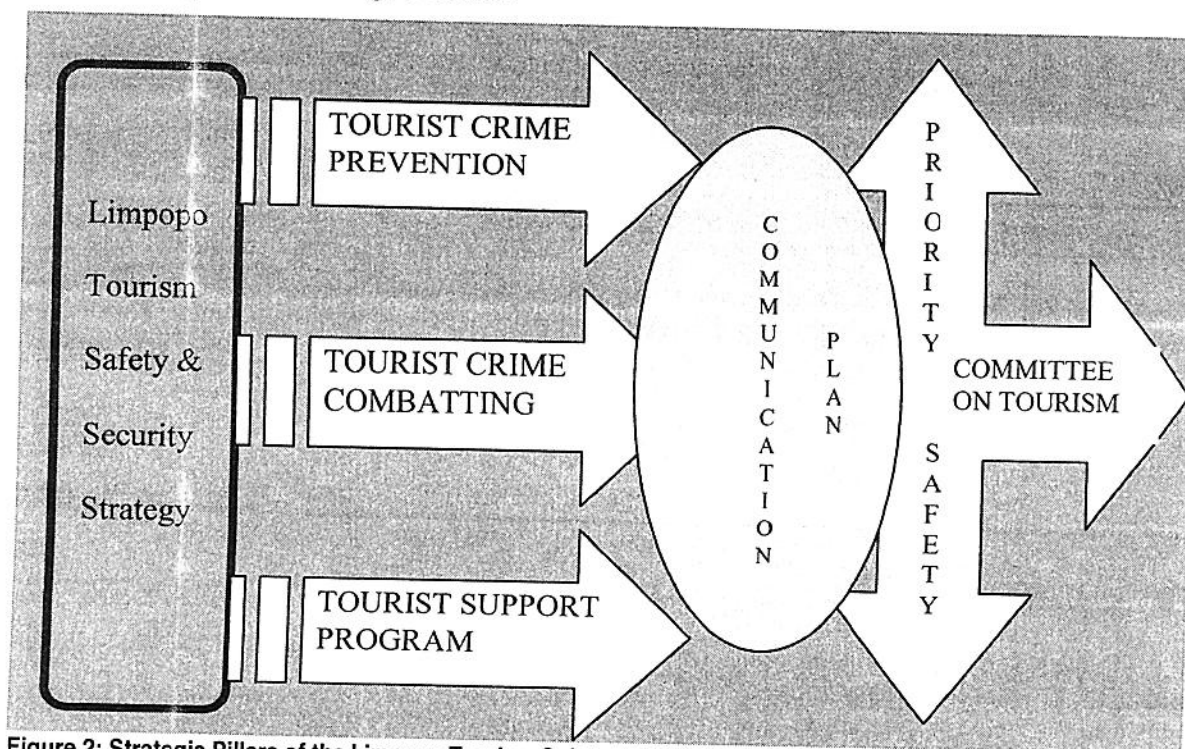 Limpopo
Tourism
Safety &
Security
Strategy
TOURIST CRIME
PREVENTION
TOURIST CRIME
COMBATTING
TOURIST SUPPORT
PROGRAM
COMMUNICATION
PLAN
PRIORITY
SAFETY
COMMITTEE
ON TOURISM
Figure 2: Strategic Pillars of the Limpopo Tourism